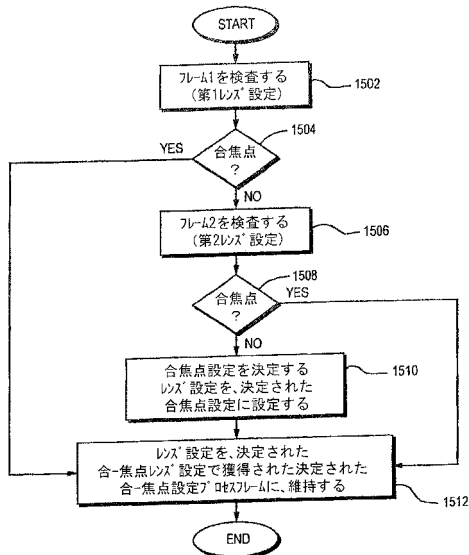 START
フレーム1を検査する
(第1レンズ設定)
1502
1504
YES
合焦点
?
NO
フレーム2を検査する
(第2レンズ設定)
1506
1508
合焦点
?
YES
NO
合焦点設定を決定する
レンズ設定を、決定された
合焦点設定に設定する
1510
レンズ設定を、決定された
合-焦点レンズ設定で獲得された決定された
合-焦点設定プロセスフレームに、維持する
1512
END